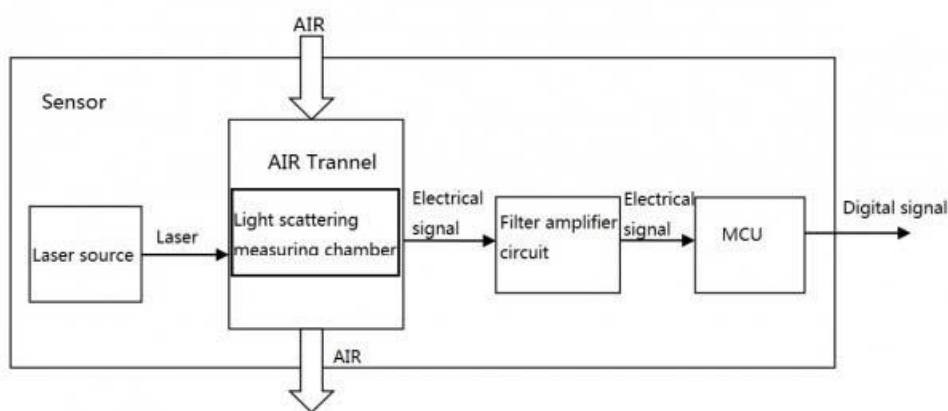 AIR
Sensor
AIR Trannel
Laser source
Laser
Light scattering
measuring chamber
Electrical
signal
Filter amplifier
circuit
Electrical
signal
MCU
Digital signal
AIR